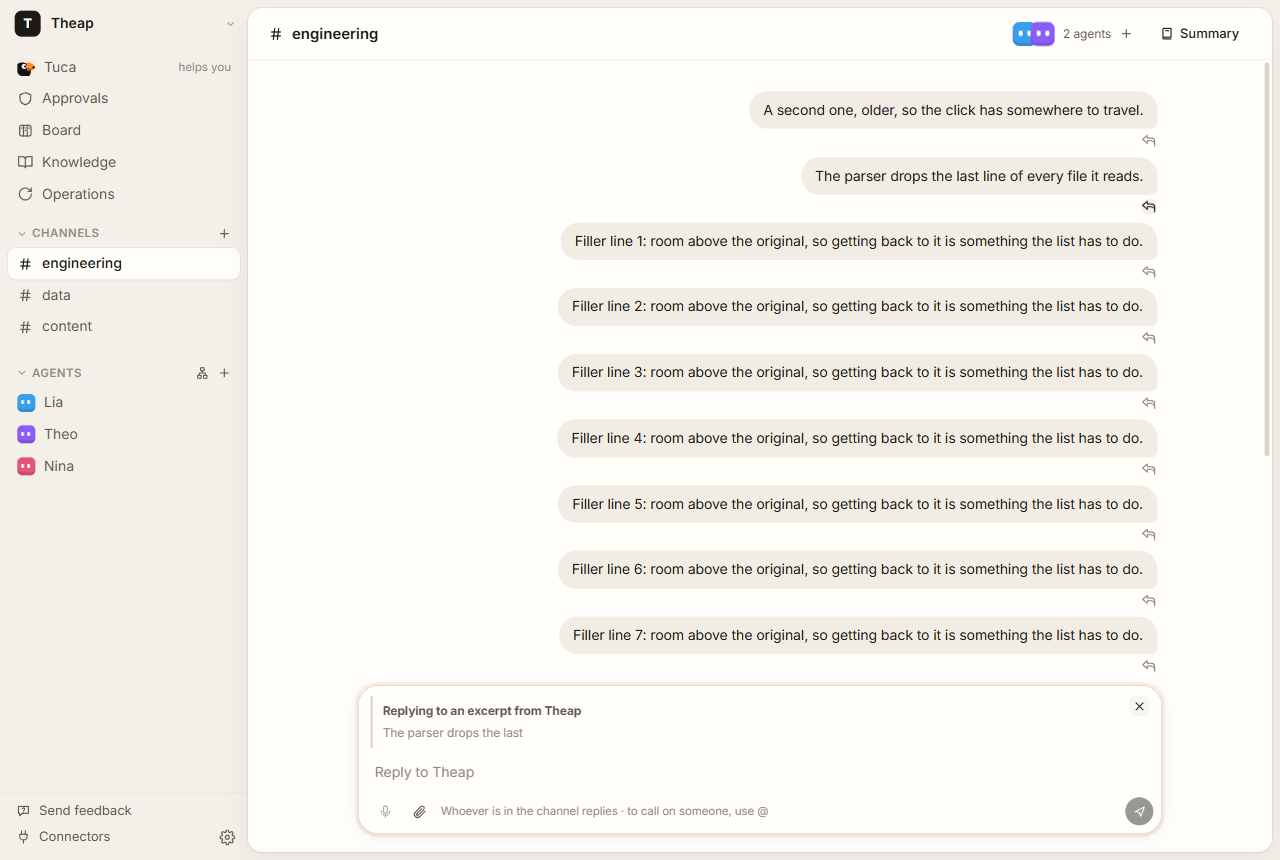 T Theap
Tuca helps you
Approvals
Board
Knowledge
Operations
CHANNELS
# engineering
# data
# content
AGENTS
Lia
Theo
Nina
Send feedback
Connectors
# engineering
2 agents
Summary
A second one, older, so the click has somewhere to travel.
The parser drops the last line of every file it reads.
Filler line 1: room above the original, so getting back to it is something the list has to do.
Filler line 2: room above the original, so getting back to it is something the list has to do.
Filler line 3: room above the original, so getting back to it is something the list has to do.
Filler line 4: room above the original, so getting back to it is something the list has to do.
Filler line 5: room above the original, so getting back to it is something the list has to do.
Filler line 6: room above the original, so getting back to it is something the list has to do.
Filler line 7: room above the original, so getting back to it is something the list has to do.
Replying to an excerpt from Theap
The parser drops the last
Reply to Theap
Whoever is in the channel replies · to call on someone, use @